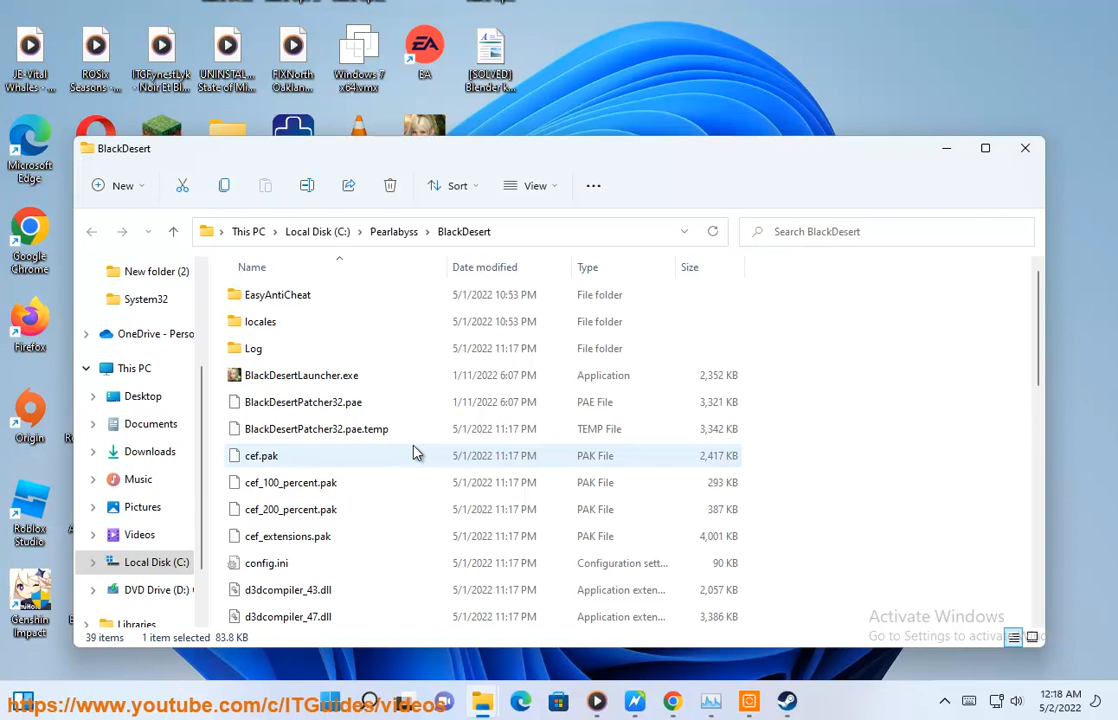 JE-Vital
Whales - ...
ROSix
Seasons -...
ITGFynestLyk
- Noir Et Bl...
UNINSTAL...
State of Mi...
FIXNorth
Oaklan...
Windows 7
x64.vmx
EA
[SOLVED]
Blender k...
Microsoft
Edge
Google
Chrome
Firefox
Origin
Roblox
Studio
Genshin
Impact
BlackDesert
New
Sort
View
This PC
Local Disk (C:)
Pearlabyss
BlackDesert
Search BlackDesert
New folder (2)
System32
OneDrive - Perso
This PC
Desktop
Documents
Downloads
Music
Pictures
Videos
Local Disk (C:)
DVD Drive (D:)
Libraries
Name Date modified Type Size
EasyAntiCheat 5/1/2022 10:53 PM File folder
locales 5/1/2022 10:53 PM File folder
Log 5/1/2022 11:17 PM File folder
BlackDesertLauncher.exe 1/11/2022 6:07 PM Application 2,352 KB
BlackDesertPatcher32.pae 1/11/2022 6:07 PM PAE File 3,321 KB
BlackDesertPatcher32.pae.temp 5/1/2022 11:17 PM TEMP File 3,342 KB
cef.pak 5/1/2022 11:17 PM PAK File 2,417 KB
cef_100_percent.pak 5/1/2022 11:17 PM PAK File 293 KB
cef_200_percent.pak 5/1/2022 11:17 PM PAK File 387 KB
cef_extensions.pak 5/1/2022 11:17 PM PAK File 4,001 KB
config.ini 5/1/2022 11:17 PM Configuration sett... 90 KB
d3dcompiler_43.dll 5/1/2022 11:17 PM Application exten... 2,057 KB
d3dcompiler_47.dll 5/1/2022 11:17 PM Application exten... 3,386 KB
39 items 1 item selected 83.8 KB
Activate Windows
Go to Settings to activate
https://www.youtube.com/c/ITGuides/videos
12:18 AM
5/2/2022